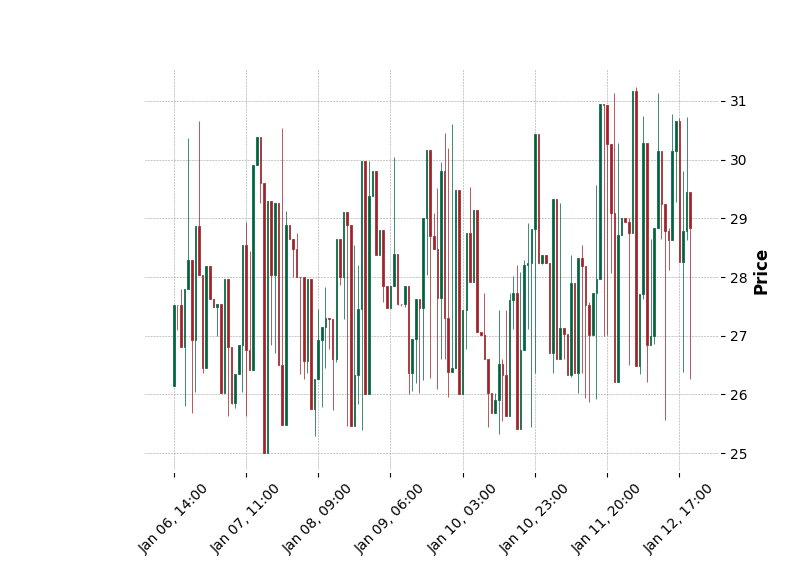 31
30
29
28
27
26
25
Price
Jan 06, 14:00
Jan 07, 11:00
Jan 08, 09:00
Jan 09, 06:00
Jan 10, 03:00
Jan 10, 23:00
Jan 11, 20:00
Jan 12, 17:00